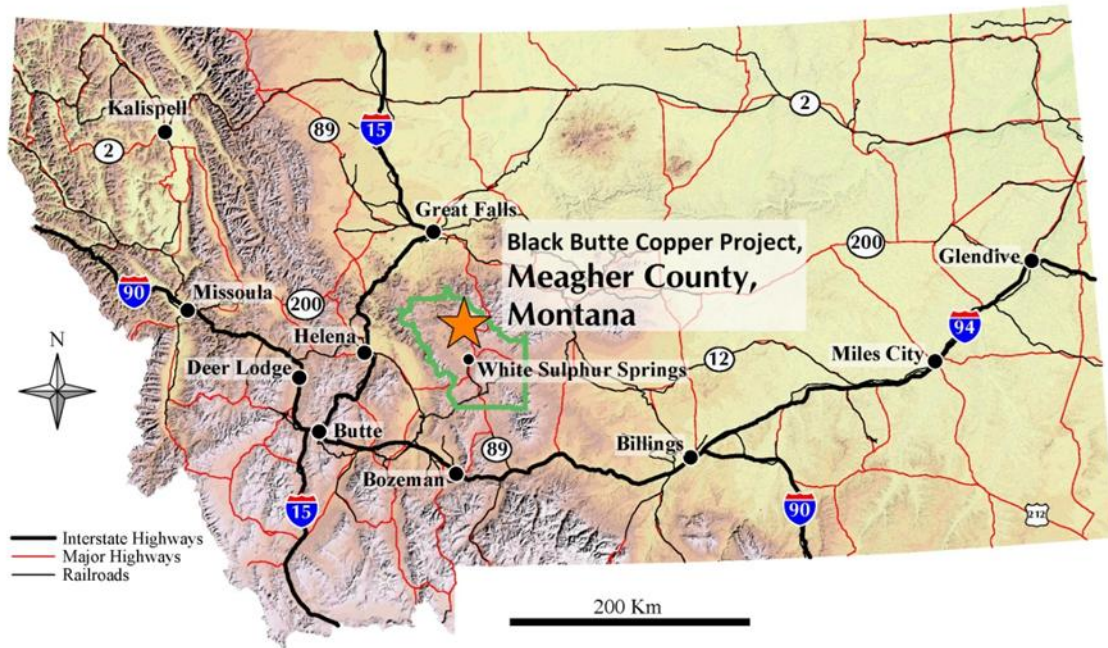 Kalispell
2
89
15
2
Great Falls
Black Butte Copper Project,
Meagher County,
Montana
200
Glendive
90
Missoula
200
Helena
94
N
Deer Lodge
White Sulphur Springs
12
Miles City
Butte
89
Billings
Bozeman
15
90
212
Interstate Highways
Major Highways
Railroads
200 Km